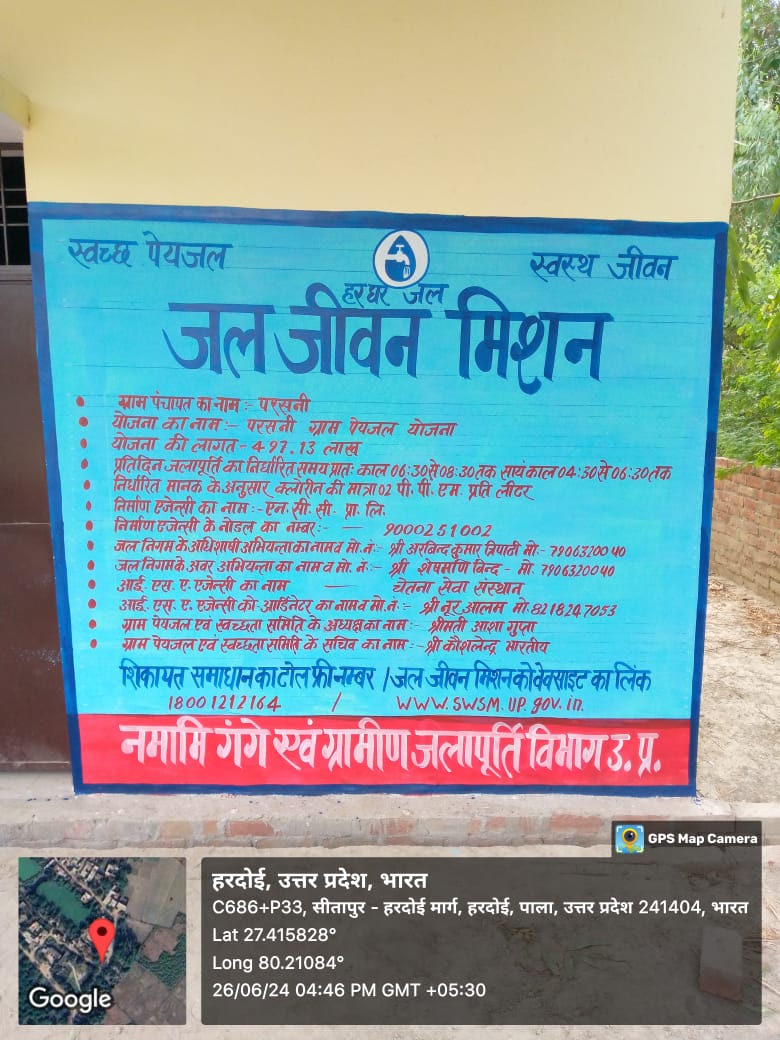 स्वच्छ पेयजल
स्वस्थ जीवन
हर घर जल
जल जीवन मिशन
• ग्राम पंचायत का नाम :- परसनी
• योजना का नाम :- परसनी ग्राम पेयजल योजना
• योजना की लागत - 497.13 लाख
• प्रतिदिन जलापूर्ति का निर्धारित समय प्रातः काल 06:30 से 08:30 तक सायं काल 04:30 से 06:30 तक
• निर्धारित मानक के अनुसार क्लोरीन की मात्रा 02 पी. पी. एम. प्रति लीटर
• निर्माण एजेन्सी का नाम :- एन. सी. सी. प्रा. लि.
• निर्माण एजेन्सी के नोडल का नम्बर :- — 9000251002
• जल निगम के अधिशाषी अभियन्ता का नाम व मो. नं :- श्री अरबिन्द कुमार त्रिपाठी मो:- 7906320040
• जल निगम के अवर अभियन्ता का नाम व मो. नं :- श्री शेषमणि बिन्द - मो. 7906320040
• आई. एस. ए. एजेन्सी का नाम — चेतना सेवा संस्थान
• आई. एस. ए. एजेन्सी को आर्डिनेटर का नाम व मो. नं :- श्री नूर आलम मो. 8218247053
• ग्राम पेयजल एवं स्वच्छता समिति के अध्यक्ष का नाम :- श्रीमती आशा गुप्ता
• ग्राम पेयजल एवं स्वच्छता समिति के सचिव का नाम :- श्री कौशलेन्द्र भारतीय
शिकायत समाधान का टोल फ्री नम्बर / जल जीवन मिशन को वेबसाइट का लिंक
18001212164 / WWW.SWSM.UP.gov.in.
नमामि गंगे एवं ग्रामीण जलापूर्ति विभाग उ. प्र.
GPS Map Camera
हरदोई, उत्तर प्रदेश, भारत
C686+P33, सीतापुर - हरदोई मार्ग, हरदोई, पाला, उत्तर प्रदेश 241404, भारत
Lat 27.415828°
Long 80.21084°
26/06/24 04:46 PM GMT +05:30
Google